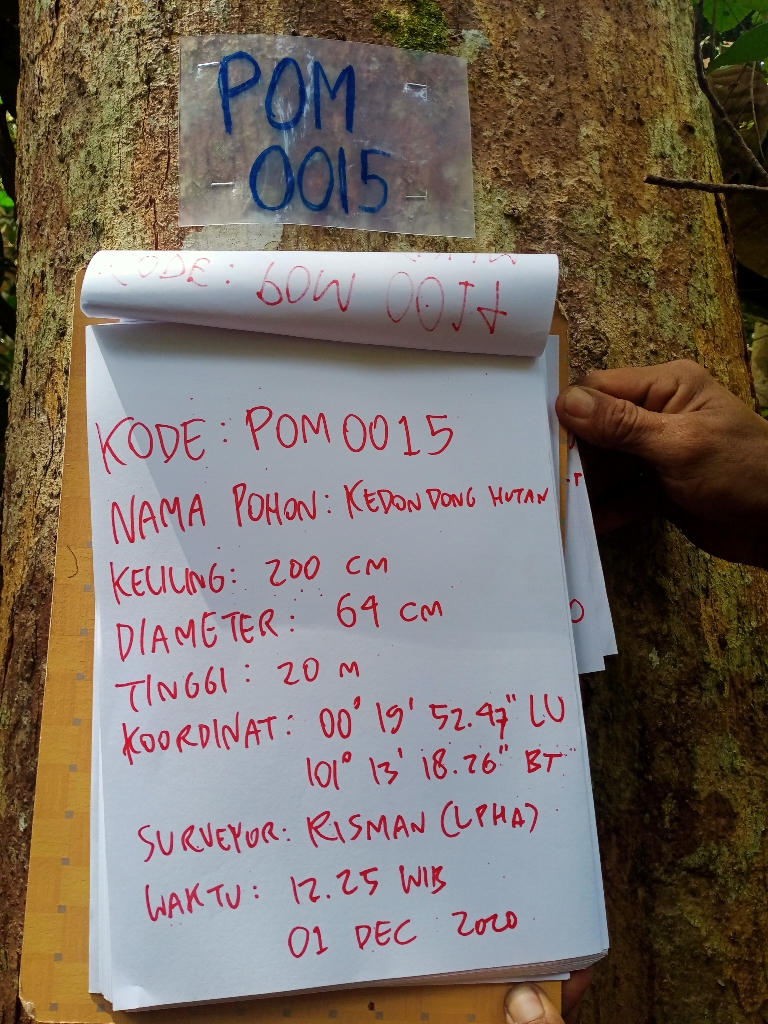 POM
0015
KODE: POM 0014
KODE: POM 0015
NAMA POHON: KEDONDONG HUTAN
KELILING: 200 CM
DIAMETER: 64 CM
TINGGI: 20 M
KOORDINAT: 00° 19' 52.47" LU
101° 13' 18.26" BT
SURVEYOR: RISMAN (LPHA)
WAKTU: 12.25 WIB
01 DEC 2020